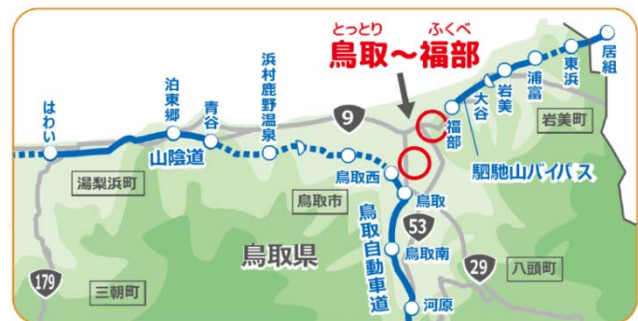 とっとり　ふくべ
鳥取～福部
居組
東浜
浦富
岩美
大谷
福部
岩美町
駟馳山バイパス
9
浜村鹿野温泉
青谷
泊東郷
はわい
山陰道
湯梨浜町
鳥取西
鳥取市
鳥取
53
鳥取自動車道
鳥取南
鳥取県
29
八頭町
179
三朝町
河原